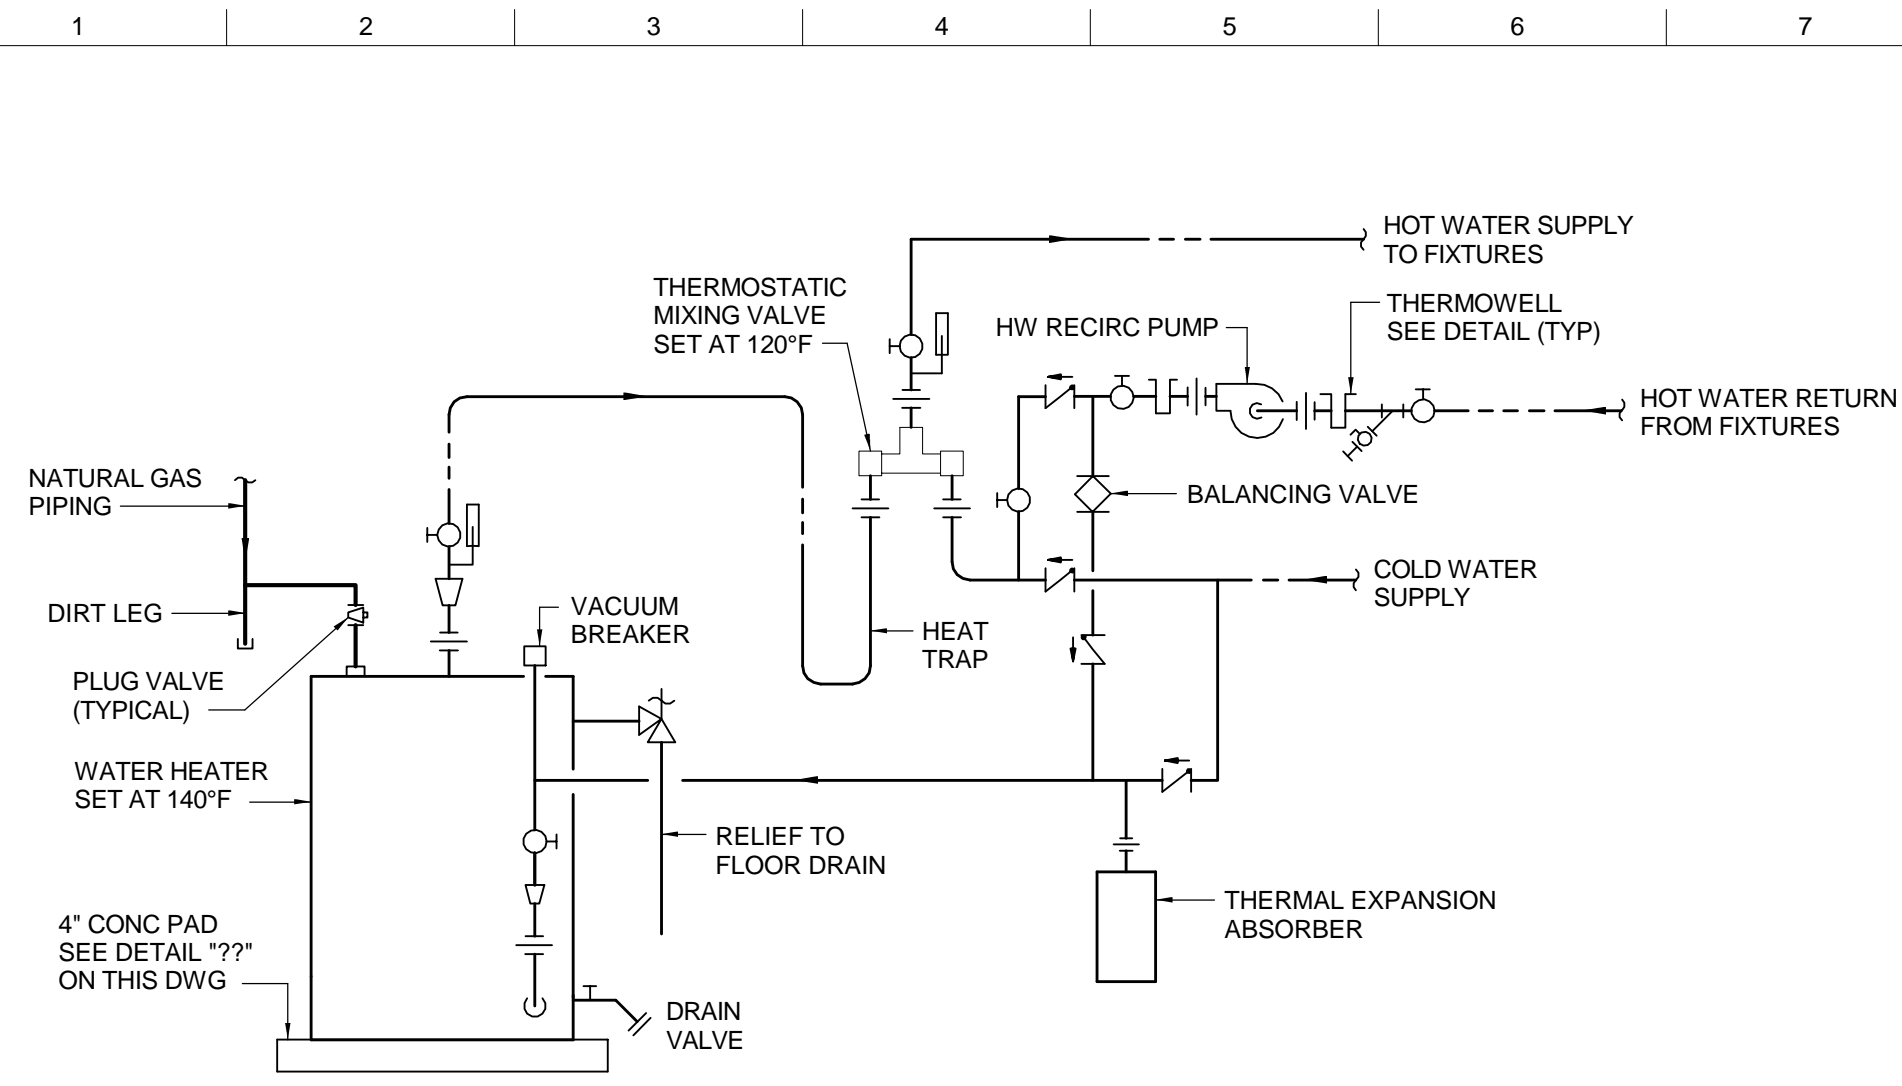 1 2 3 4 5 6 7
HOT WATER SUPPLY
TO FIXTURES
THERMOSTATIC
MIXING VALVE
SET AT 120°F
HW RECIRC PUMP
THERMOWELL
SEE DETAIL (TYP)
HOT WATER RETURN
FROM FIXTURES
NATURAL GAS
PIPING
BALANCING VALVE
COLD WATER
SUPPLY
DIRT LEG
VACUUM
BREAKER
HEAT
TRAP
PLUG VALVE
(TYPICAL)
WATER HEATER
SET AT 140°F
RELIEF TO
FLOOR DRAIN
THERMAL EXPANSION
ABSORBER
4" CONC PAD
SEE DETAIL "??"
ON THIS DWG
DRAIN
VALVE